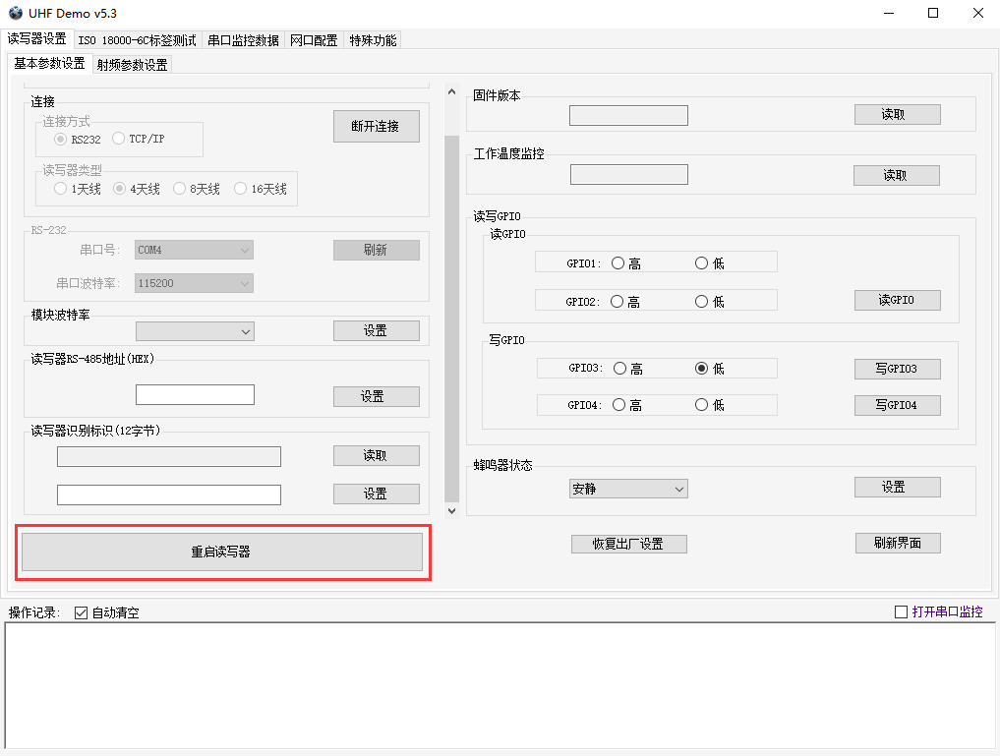 UHF Demo v5.3
读写器设置 ISO 18000-6C标签测试 串口监控数据 网口配置 特殊功能
基本参数设置 射频参数设置
连接
连接方式
RS232 TCP/IP
断开连接
读写器类型
1天线 4天线 8天线 16天线
RS-232
串口号: COM4 刷新
串口波特率: 115200
模块波特率
设置
读写器RS-485地址(HEX)
设置
读写器识别标识(12字节)
读取
设置
重启读写器
固件版本
读取
工作温度监控
读取
读写GPIO
读GPIO
GPIO1: 高 低
GPIO2: 高 低 读GPIO
写GPIO
GPIO3: 高 低 写GPIO3
GPIO4: 高 低 写GPIO4
蜂鸣器状态
安静 设置
恢复出厂设置 刷新界面
操作记录: 自动清空 打开串口监控